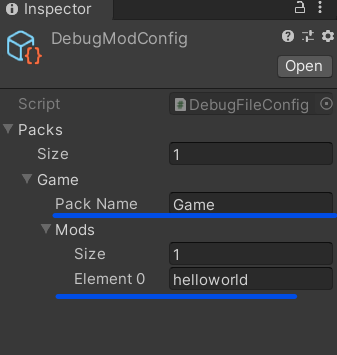 Inspector
DebugModConfig
Open
Script DebugFileConfig
Packs
Size 1
Game
Pack Name Game
Mods
Size 1
Element 0 helloworld